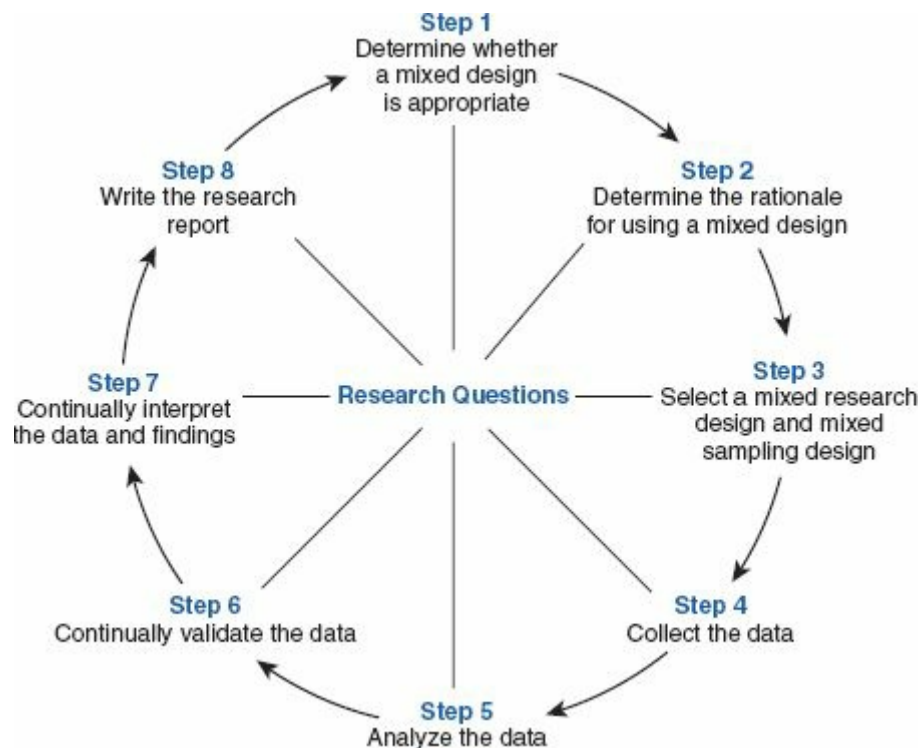 Step 1
Determine whether
a mixed design
is appropriate
Step 2
Determine the rationale
for using a mixed design
Step 3
Select a mixed research
design and mixed
sampling design
Step 4
Collect the data
Step 5
Analyze the data
Step 6
Continually validate the data
Step 7
Continually interpret
the data and findings
Step 8
Write the research
report
Research Questions